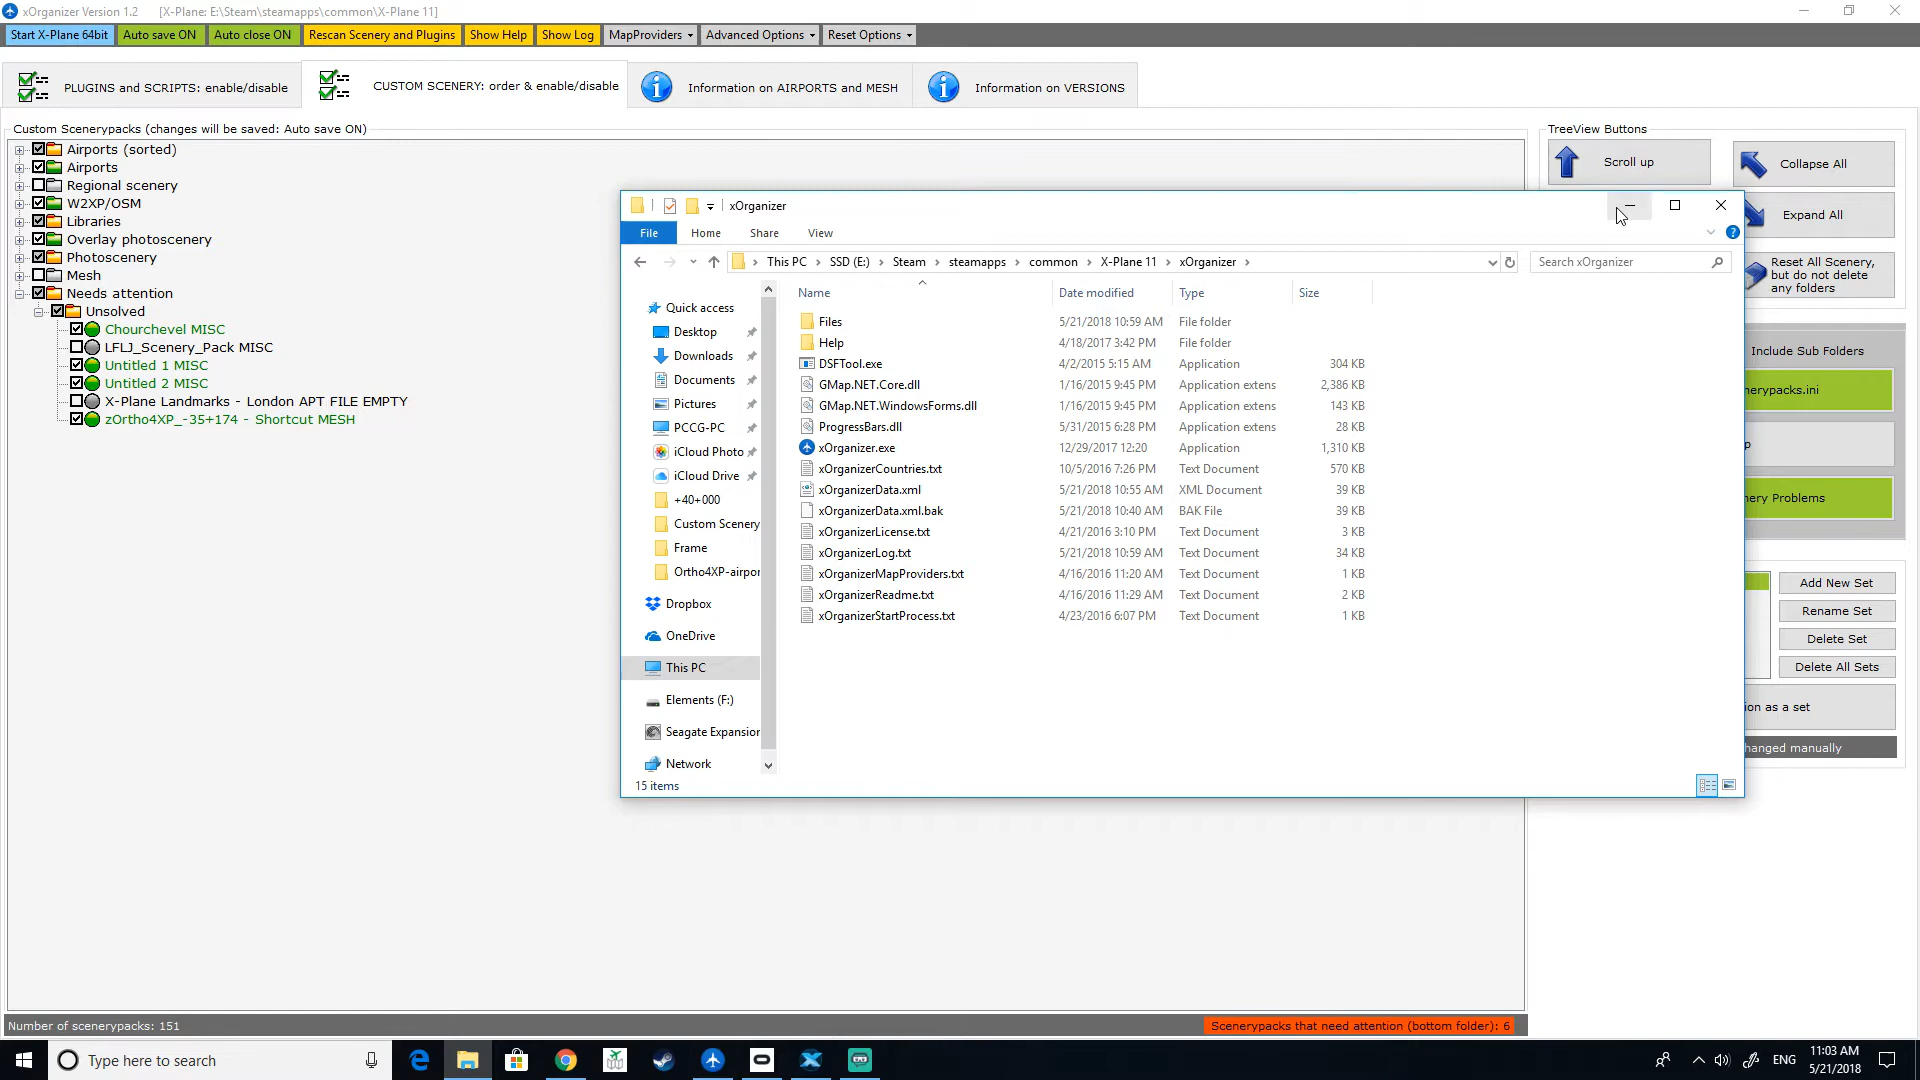 xOrganizer Version 1.2 [X-Plane: E:\Steam\steamapps\common\X-Plane 11]
Start X-Plane 64bit Auto save ON Auto close ON Rescan Scenery and Plugins Show Help Show Log MapProviders Advanced Options Reset Options
PLUGINS and SCRIPTS: enable/disable CUSTOM SCENERY: order & enable/disable Information on AIRPORTS and MESH Information on VERSIONS
Custom Scenerypacks (changes will be saved: Auto save ON)
Airports (sorted)
Airports
Regional scenery
W2XP/OSM
Libraries
Overlay photoscenery
Photoscenery
Mesh
Needs attention
Unsolved
Chourchevel MISC
LFLJ_Scenery_Pack MISC
Untitled 1 MISC
Untitled 2 MISC
X-Plane Landmarks - London APT FILE EMPTY
zOrtho4XP_-35+174 - Shortcut MESH
TreeView Buttons
Scroll up Collapse All
Expand All
Reset All Scenery,
but do not delete
any folders
Include Sub Folders
nerypacks.ini
p
nery Problems
Add New Set
Rename Set
Delete Set
Delete All Sets
ion as a set
hanged manually
xOrganizer
File Home Share View
This PC SSD (E:) Steam steamapps common X-Plane 11 xOrganizer Search xOrganizer
Quick access
Desktop
Downloads
Documents
Pictures
PCCG-PC
iCloud Photo
iCloud Drive
+40+000
Custom Scenery
Frame
Ortho4XP-airpor
Dropbox
OneDrive
This PC
Elements (F:)
Seagate Expansion
Network
Name Date modified Type Size
Files 5/21/2018 10:59 AM File folder
Help 4/18/2017 3:42 PM File folder
DSFTool.exe 4/2/2015 5:15 AM Application 304 KB
GMap.NET.Core.dll 1/16/2015 9:45 PM Application extens 2,386 KB
GMap.NET.WindowsForms.dll 1/16/2015 9:45 PM Application extens 143 KB
ProgressBars.dll 5/31/2015 6:28 PM Application extens 28 KB
xOrganizer.exe 12/29/2017 12:20 Application 1,310 KB
xOrganizerCountries.txt 10/5/2016 7:26 PM Text Document 570 KB
xOrganizerData.xml 5/21/2018 10:55 AM XML Document 39 KB
xOrganizerData.xml.bak 5/21/2018 10:40 AM BAK File 39 KB
xOrganizerLicense.txt 4/21/2016 3:10 PM Text Document 3 KB
xOrganizerLog.txt 5/21/2018 10:59 AM Text Document 34 KB
xOrganizerMapProviders.txt 4/16/2016 11:20 AM Text Document 1 KB
xOrganizerReadme.txt 4/16/2016 11:29 AM Text Document 2 KB
xOrganizerStartProcess.txt 4/23/2016 6:07 PM Text Document 1 KB
15 items
Number of scenerypacks: 151 Scenerypacks that need attention (bottom folder): 6
Type here to search ENG 11:03 AM
5/21/2018